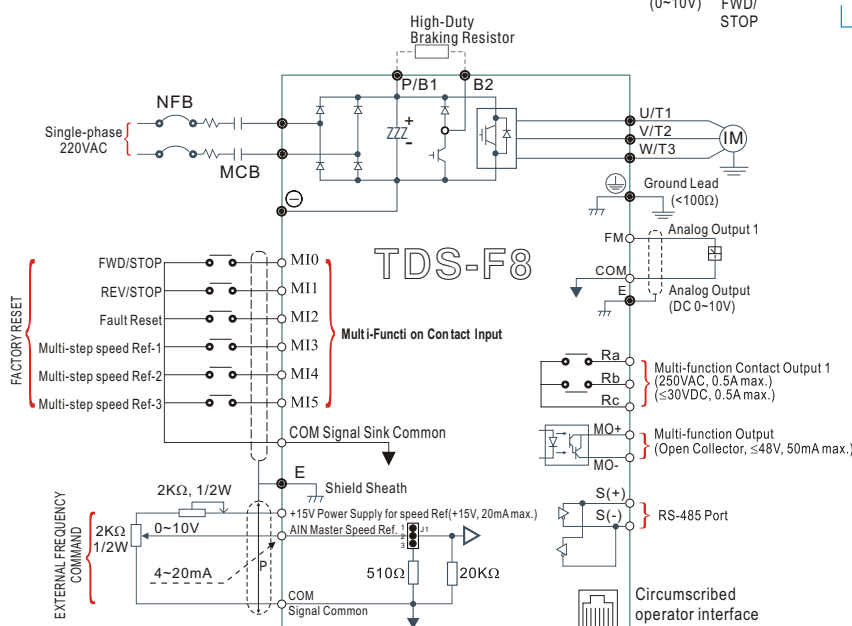 (0~10V)
FWD/
STOP
High-Duty
Braking Resistor
P/B1
B2
NFB
+
-
Single-phase
220VAC
MCB
U/T1
V/T2
W/T3
IM
Ground Lead
(<100Ω)
TDS-F8
FM
Analog Output 1
COM
E
Analog Output
(DC 0~10V)
FACTORY RESET
FWD/STOP
MI0
REV/STOP
MI1
Fault Reset
MI2
Multi-step speed Ref-1
MI3
Multi-step speed Ref-2
MI4
Multi-step speed Ref-3
MI5
Multi-Functi on Contact Input
COM Signal Sink Common
E
Shield Sheath
Ra
Rb
Rc
Multi-function Contact Output 1
(250VAC, 0.5A max.)
(≤30VDC, 0.5A max.)
MO+
MO-
Multi-function Output
(Open Collector, ≤48V, 50mA max.)
S(+)
S(-)
RS-485 Port
EXTERNAL FREQUENCY
COMMAND
2KΩ, 1/2W
2KΩ
1/2W
0~10V
4~20mA
P
+15V Power Supply for speed Ref(+15V, 20mA max.)
AIN Master Speed Ref.
1
2
3
J1
510Ω
20KΩ
COM
Signal Common
Circumscribed
operator interface